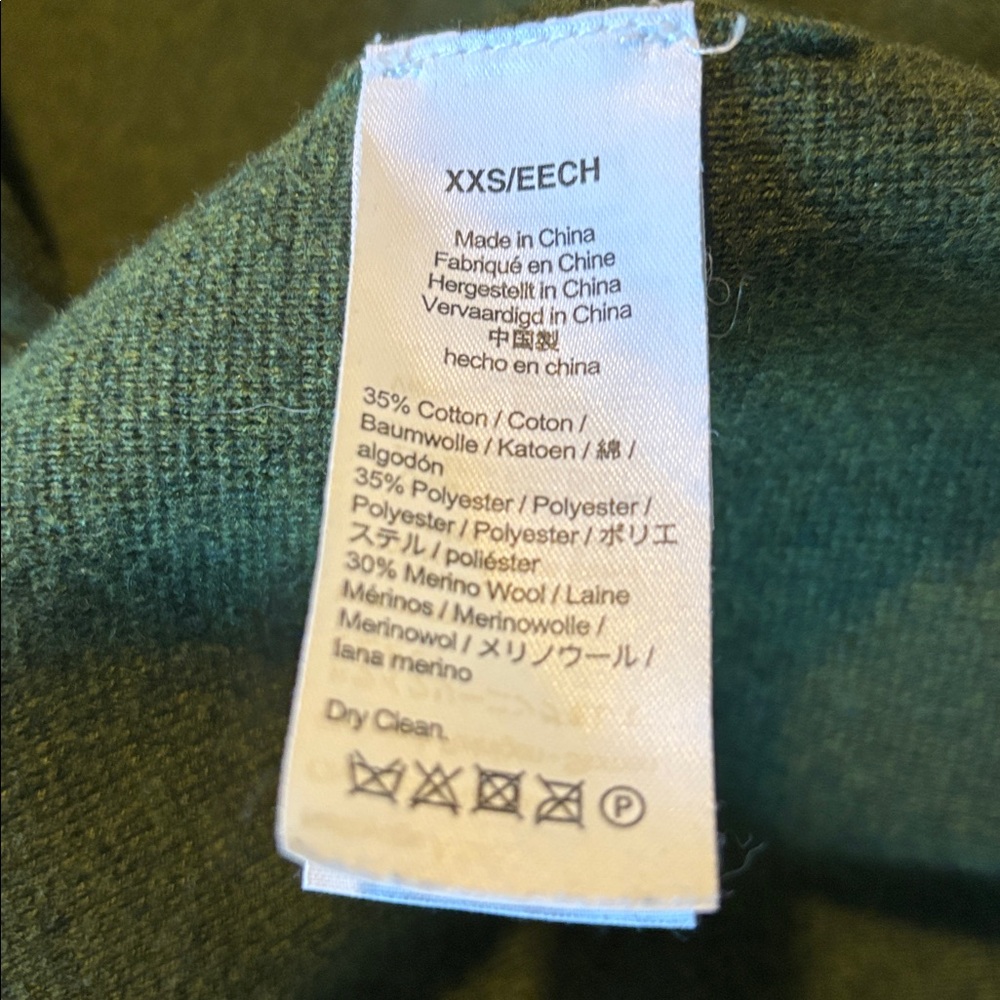 XXS/EECH
Made in China
Fabriqué en Chine
Hergestellt in China
Vervaardigd in China
中国製
hecho en china
35% Cotton / Coton /
Baumwolle / Katoen / 綿 /
algodón
35% Polyester / Polyester /
Polyester / Polyester / ポリエ
ステル / poliéster
30% Merino Wool / Laine
Mérinos / Merinowolle /
Merinowol / メリノウール /
lana merino
Dry Clean.
P